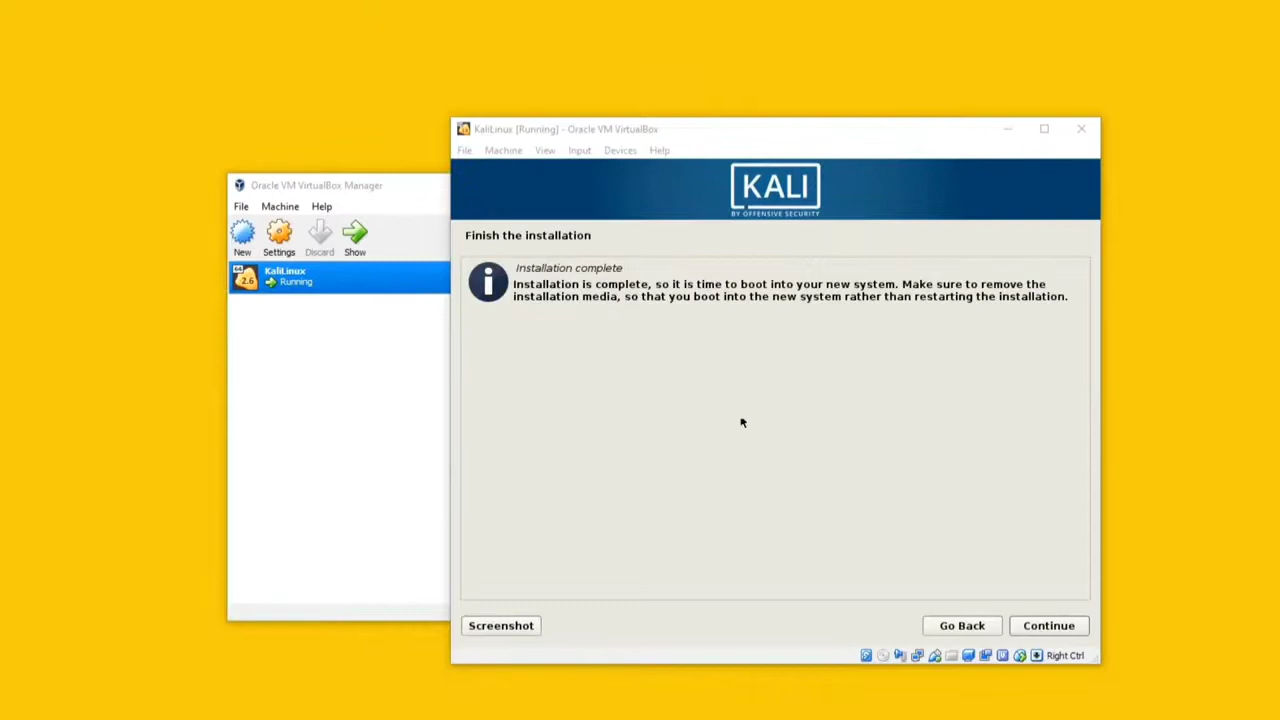 KaliLinux [Running] - Oracle VM VirtualBox
File Machine View Input Devices Help
KALI
BY OFFENSIVE SECURITY
Oracle VM VirtualBox Manager
File Machine Help
New Settings Discard Show
64
2.6
KaliLinux
Running
Finish the installation
Installation complete
Installation is complete, so it is time to boot into your new system. Make sure to remove the
installation media, so that you boot into the new system rather than restarting the installation.
Screenshot
Go Back
Continue
Right Ctrl